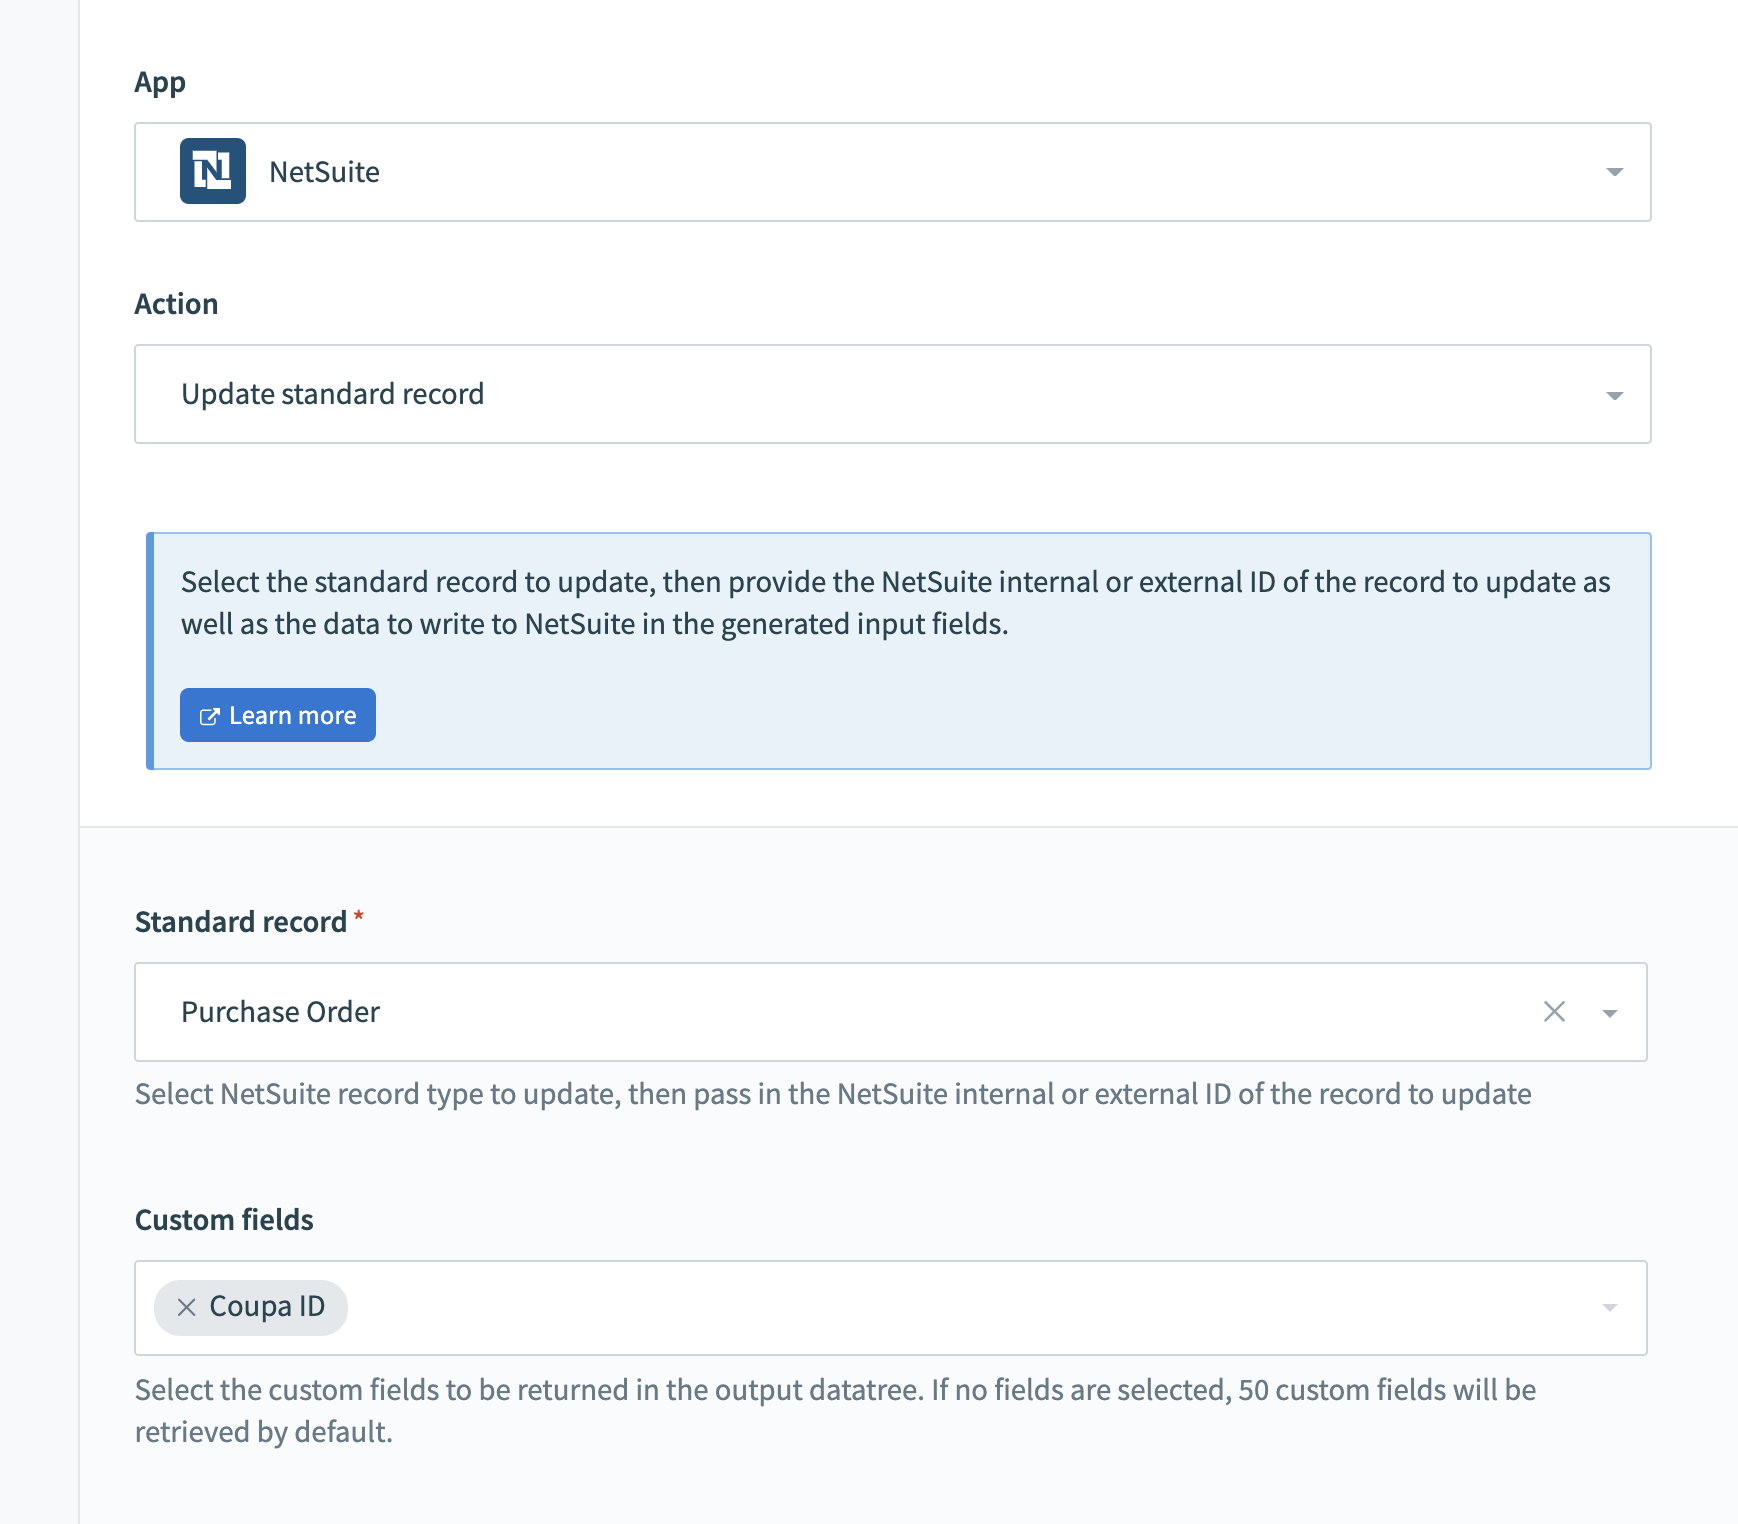 App
NetSuite
Action
Update standard record
Select the standard record to update, then provide the NetSuite internal or external ID of the record to update as
well as the data to write to NetSuite in the generated input fields.
Learn more
Standard record *
Purchase Order
Select NetSuite record type to update, then pass in the NetSuite internal or external ID of the record to update
Custom fields
Coupa ID
Select the custom fields to be returned in the output datatree. If no fields are selected, 50 custom fields will be
retrieved by default.